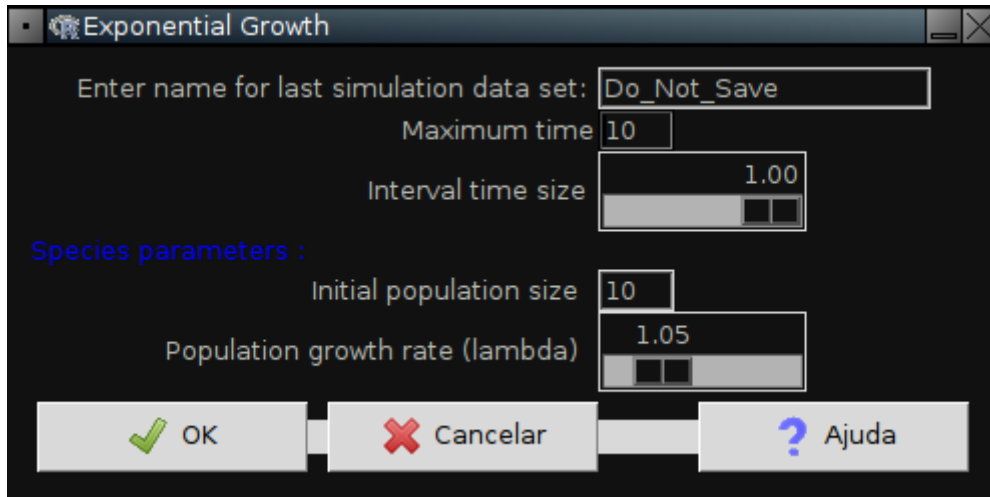 Exponential Growth
Enter name for last simulation data set: Do_Not_Save
Maximum time 10
1.00
Interval time size
Species parameters :
Initial population size 10
1.05
Population growth rate (lambda)
OK Cancelar Ajuda